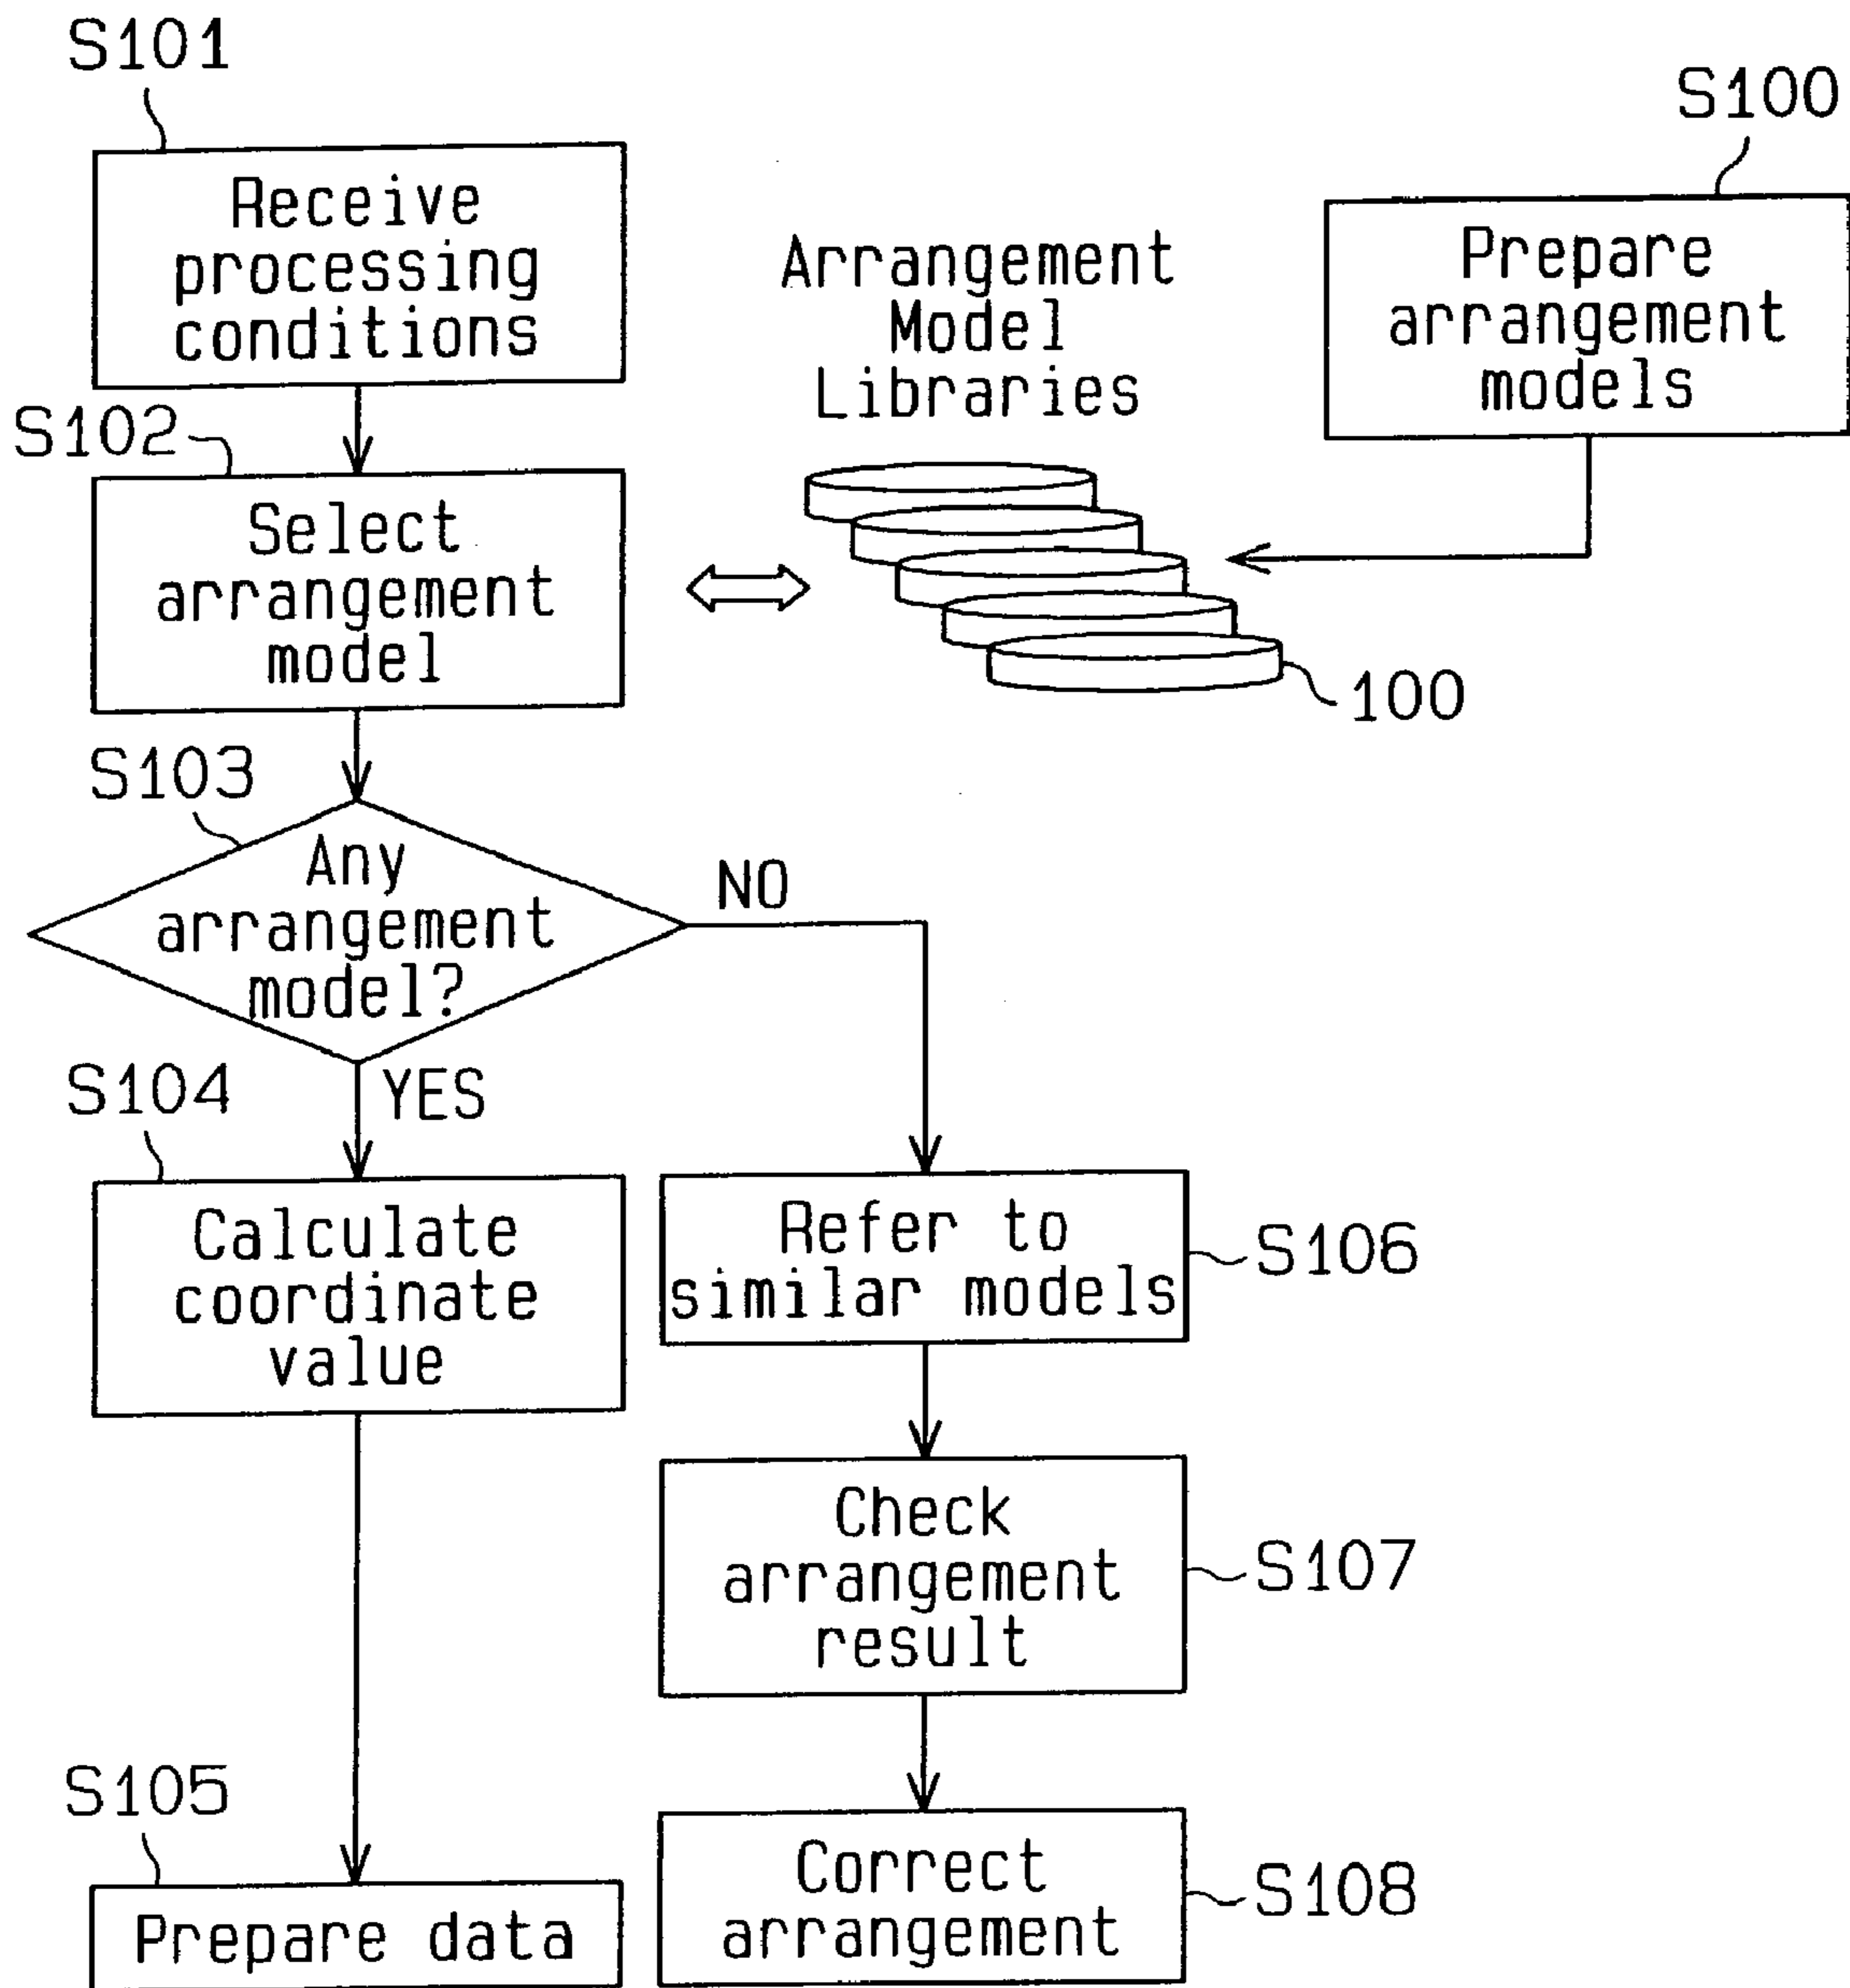 S101
Receive
processing
conditions
S100
Prepare
arrangement
models
Arrangement
Model
Libraries
100
S102
Select
arrangement
model
S103
Any
arrangement
model?
NO
YES
S104
Calculate
coordinate
value
Refer to
similar models
S106
Check
arrangement
result
S107
S105
Prepare data
Correct
arrangement
S108